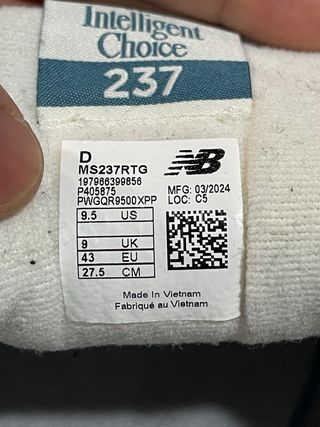 Intelligent
Choice
237
D
MS237RTG
197966399856
P405875
PWGQR9500XPP
NB
MFG: 03/2024
LOC: C5
9.5 US
9 UK
43 EU
27.5 CM
Made in Vietnam
Fabriqué au Vietnam